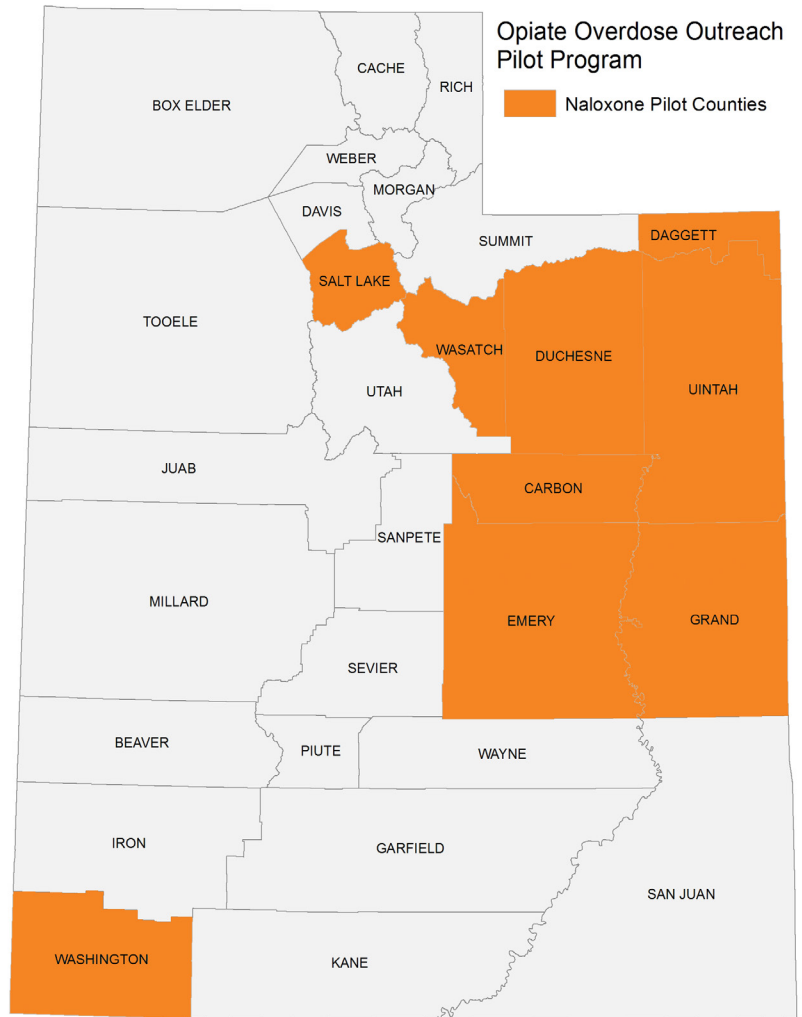 Opiate Overdose Outreach
Pilot Program
Naloxone Pilot Counties
CACHE
RICH
BOX ELDER
WEBER
MORGAN
DAVIS
SUMMIT
DAGGETT
SALT LAKE
TOOELE
WASATCH
DUCHESNE
UINTAH
UTAH
JUAB
CARBON
SANPETE
MILLARD
EMERY
GRAND
SEVIER
BEAVER
PIUTE
WAYNE
IRON
GARFIELD
SAN JUAN
WASHINGTON
KANE